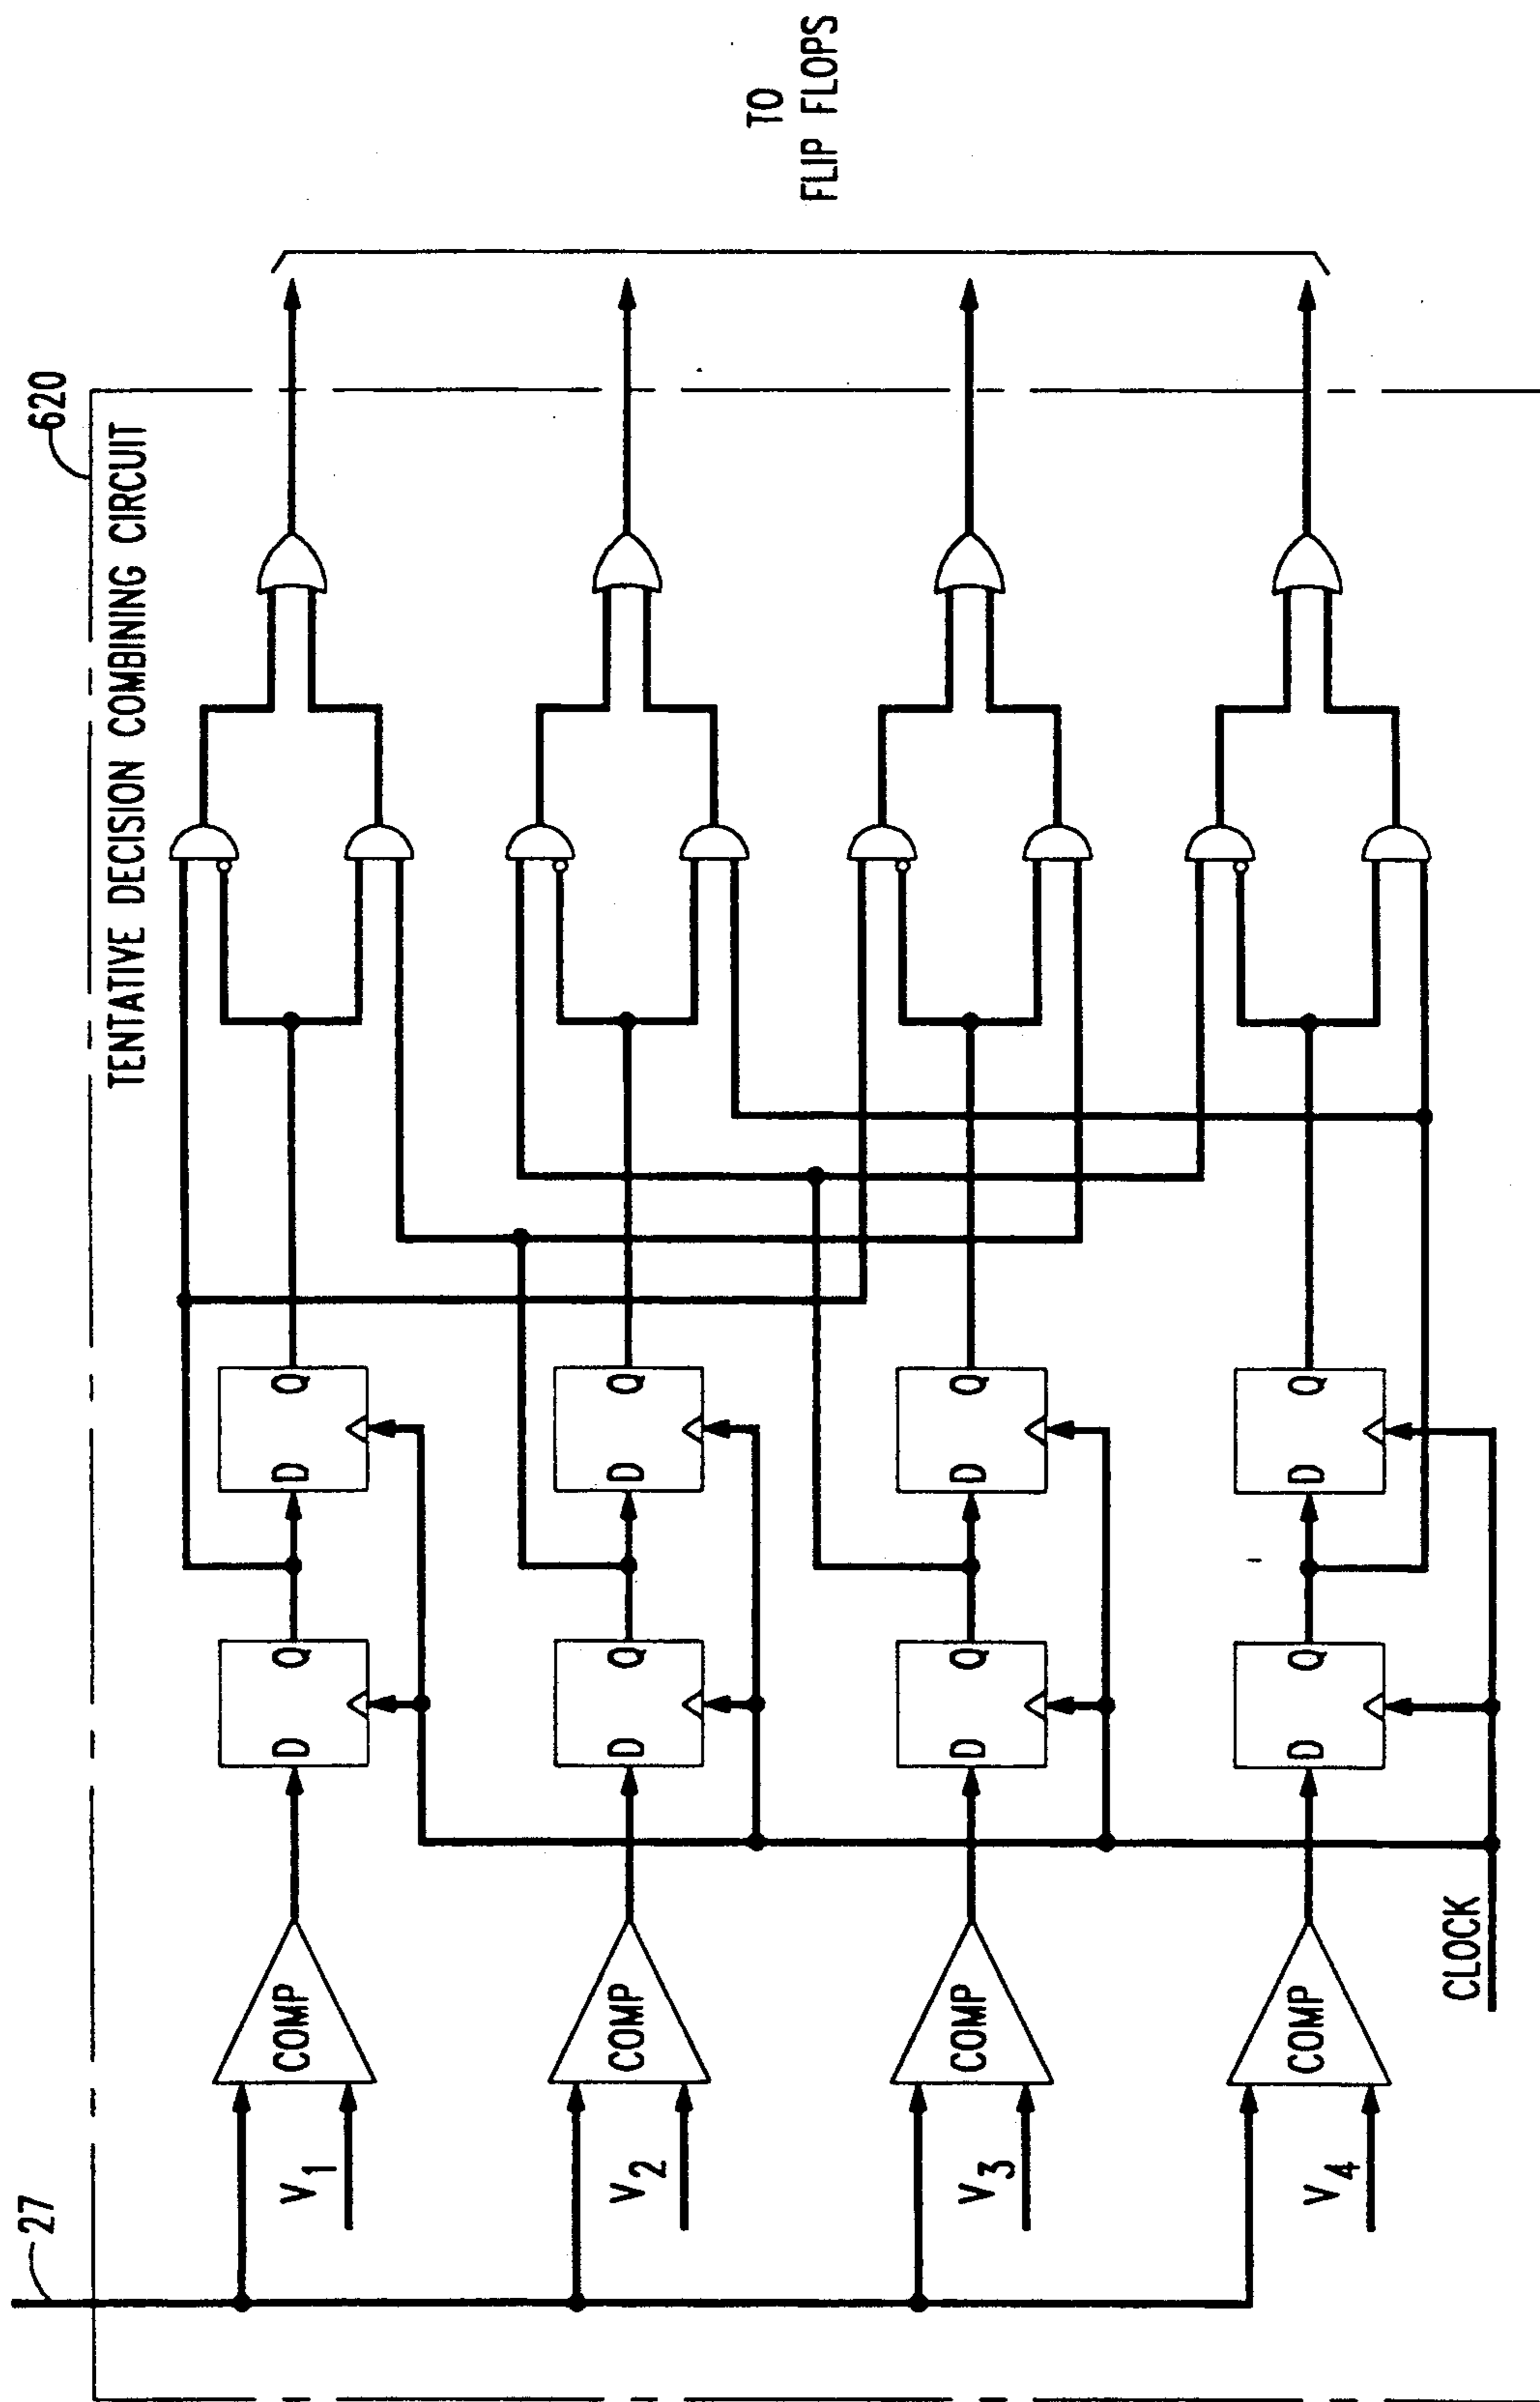 620
TENTATIVE DECISION COMBINING CIRCUIT
27
V1
COMP
D Q
D Q
V2
COMP
D Q
D Q
V3
COMP
D Q
D Q
V4
COMP
D Q
D Q
CLOCK
TO
FLIP FLOPS